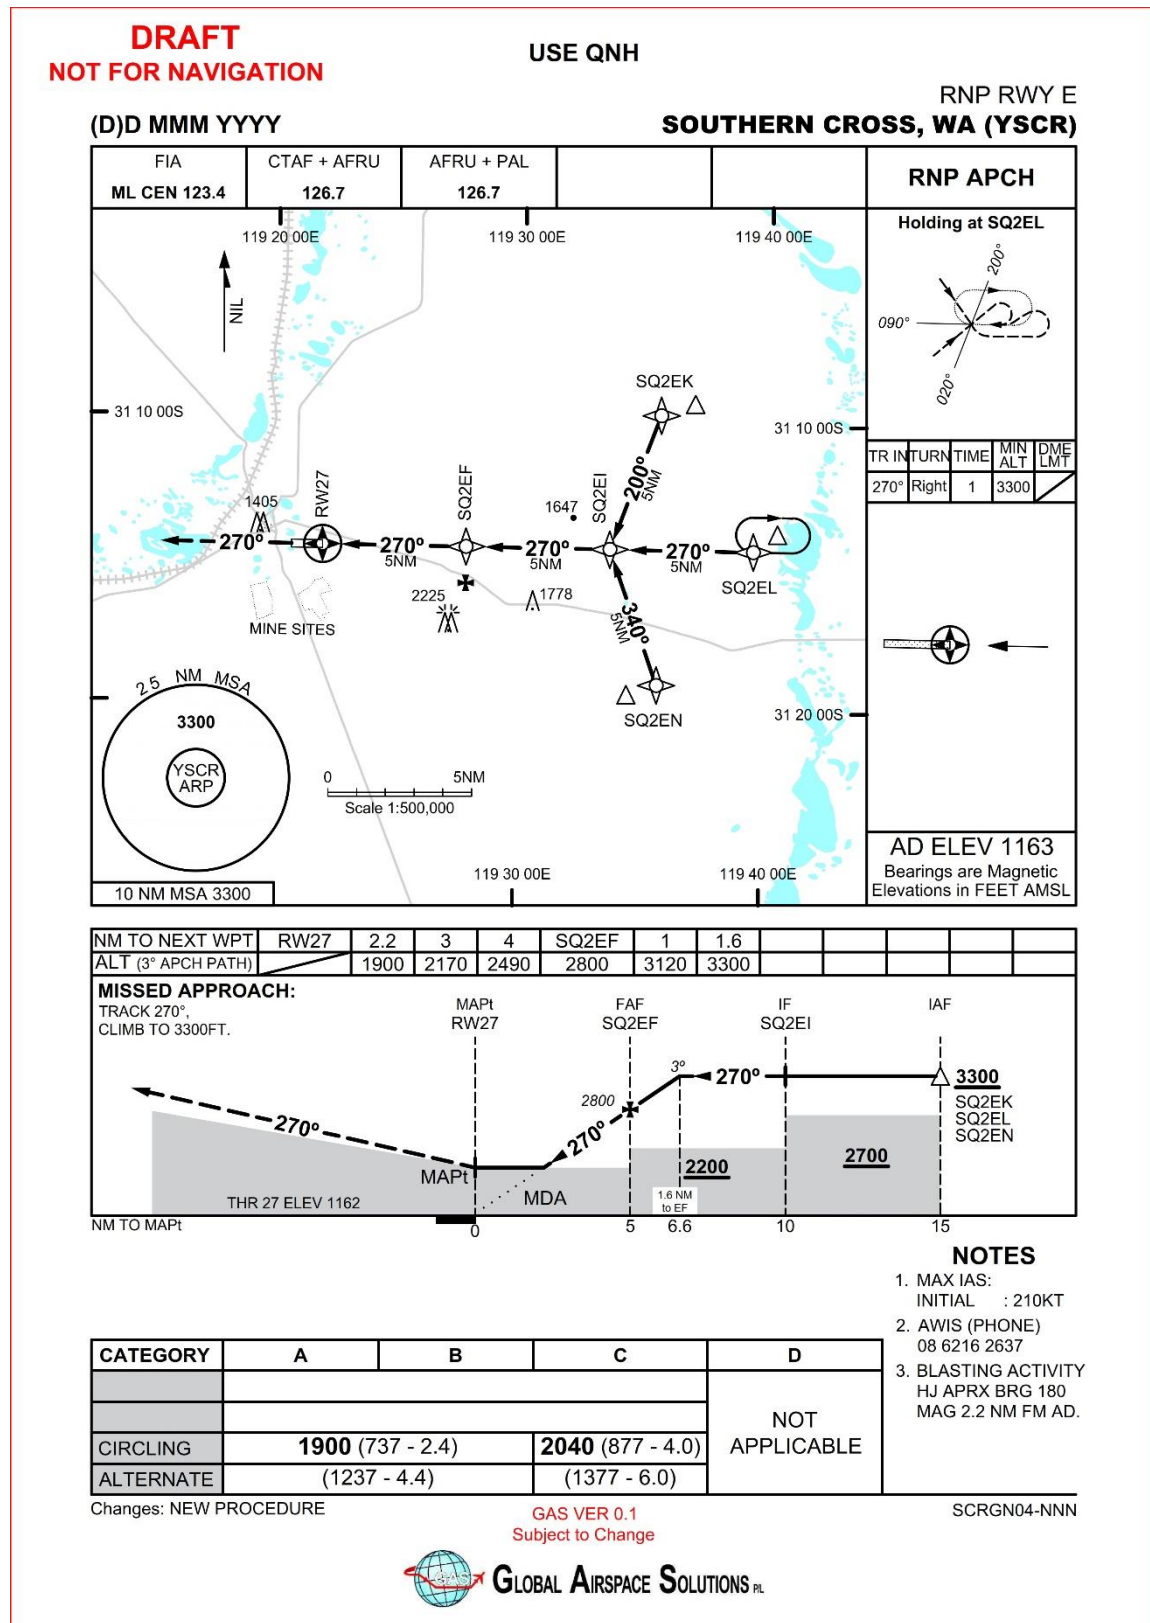 DRAFT
NOT FOR NAVIGATION
USE QNH
RNP RWY E
(D)D MMM YYYY
SOUTHERN CROSS, WA (YSCR)
FIA
ML CEN 123.4
CTAF + AFRU
126.7
AFRU + PAL
126.7
RNP APCH
119 20 00E
119 30 00E
119 40 00E
NIL
Holding at SQ2EL
200°
090°
020°
TR IN TURN TIME MIN ALT DME LMT
270° Right 1 3300
SQ2EK
31 10 00S
31 10 00S
200°
5NM
RW27
SQ2EF
SQ2EI
1405
1647
270°
270°
5NM
270°
5NM
270°
5NM
SQ2EL
2225
1778
340°
5NM
MINE SITES
SQ2EN
31 20 00S
25 NM MSA
3300
YSCR
ARP
0 5NM
Scale 1:500,000
10 NM MSA 3300
119 30 00E
119 40 00E
AD ELEV 1163
Bearings are Magnetic
Elevations in FEET AMSL
NM TO NEXT WPT RW27 2.2 3 4 SQ2EF 1 1.6
ALT (3° APCH PATH) 1900 2170 2490 2800 3120 3300
MISSED APPROACH:
TRACK 270°,
CLIMB TO 3300FT.
MAPt
RW27
FAF
SQ2EF
IF
SQ2EI
IAF
3°
270°
3300
SQ2EK
SQ2EL
SQ2EN
2800
270°
270°
2200
2700
MAPt
MDA
THR 27 ELEV 1162
1.6 NM
to EF
NM TO MAPt
0 5 6.6 10 15
NOTES
1. MAX IAS:
INITIAL : 210KT
2. AWIS (PHONE)
08 6216 2637
3. BLASTING ACTIVITY
HJ APRX BRG 180
MAG 2.2 NM FM AD.
CATEGORY A B C D
NOT
APPLICABLE
CIRCLING 1900 (737 - 2.4) 2040 (877 - 4.0)
ALTERNATE (1237 - 4.4) (1377 - 6.0)
Changes: NEW PROCEDURE
GAS VER 0.1
Subject to Change
SCRGN04-NNN
GAS
GLOBAL AIRSPACE SOLUTIONS P/L